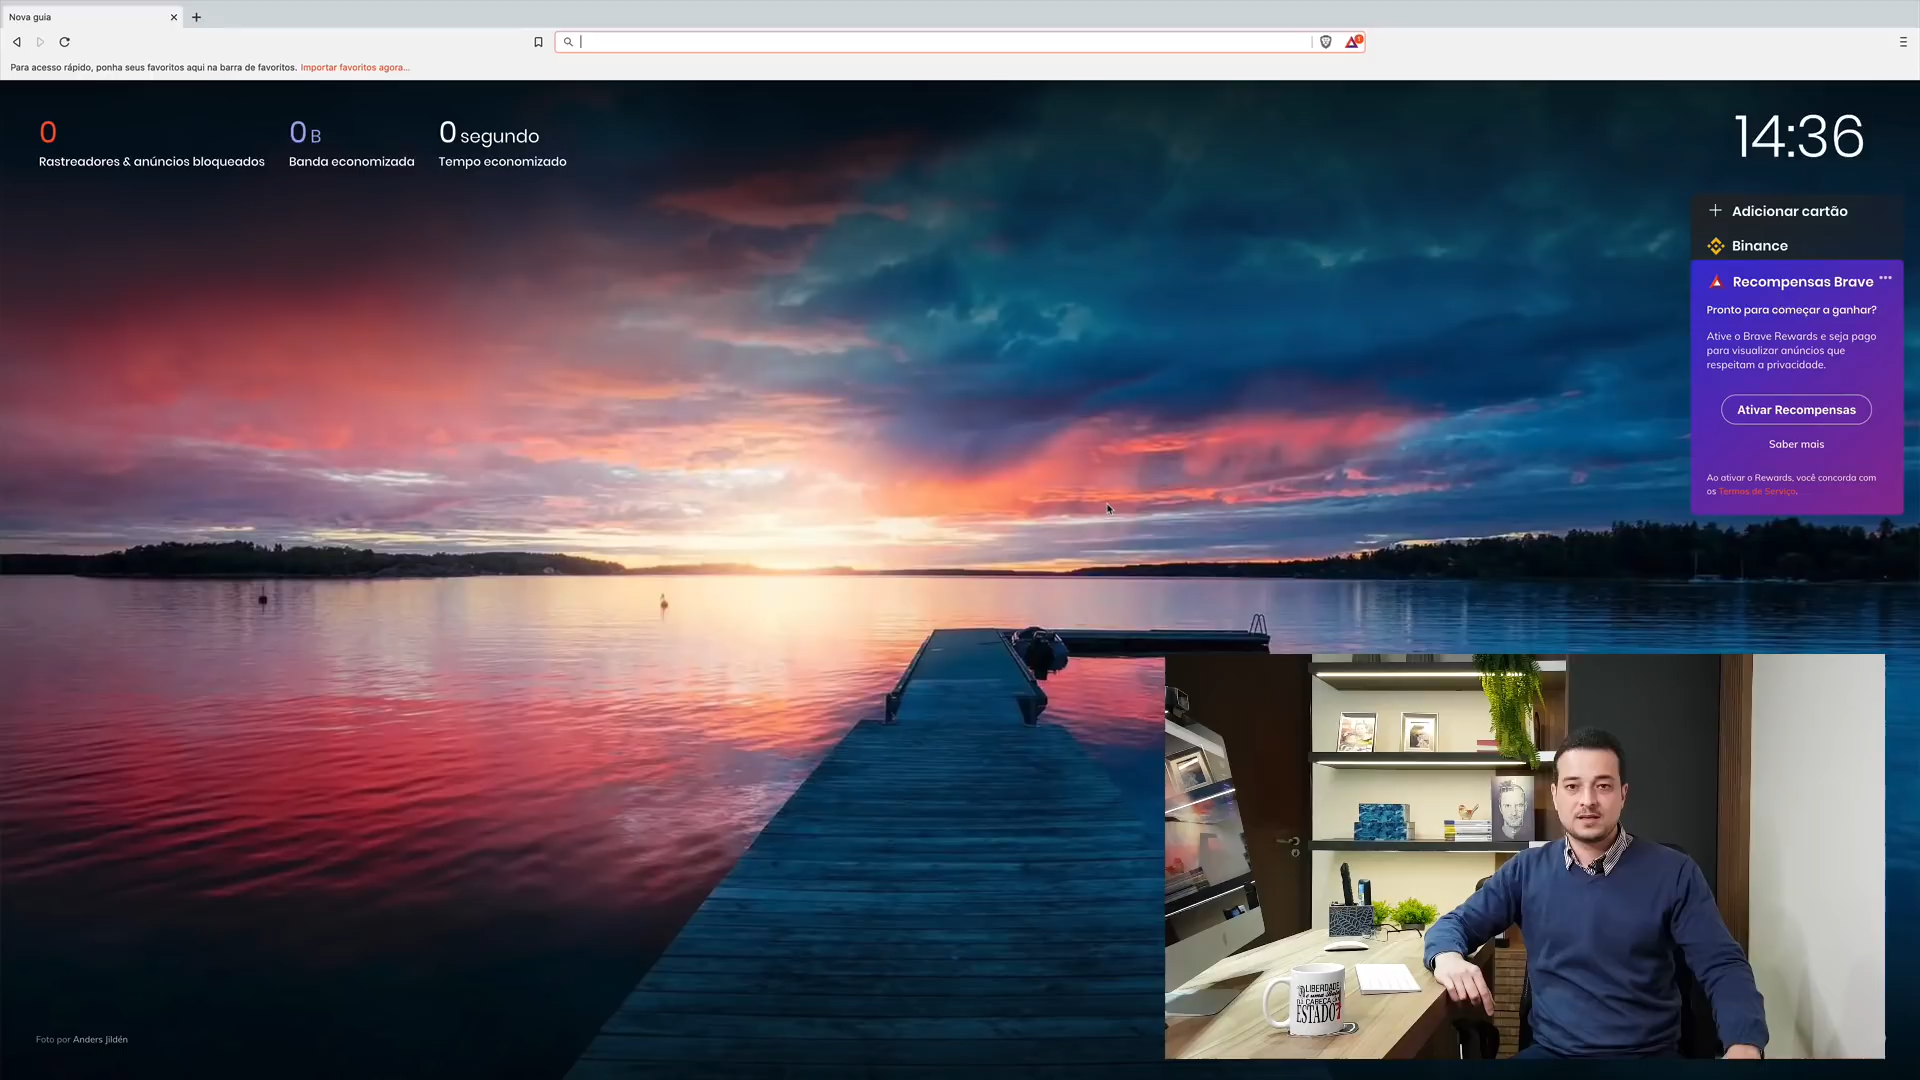 Nova guia
Para acesso rápido, ponha seus favoritos aqui na barra de favoritos. Importar favoritos agora...
0
Rastreadores & anúncios bloqueados
0 B
Banda economizada
0 segundo
Tempo economizado
14:36
Adicionar cartão
Binance
Recompensas Brave
Pronto para começar a ganhar?
Ative o Brave Rewards e seja pago
para visualizar anúncios que
respeitam a privacidade.
Ativar Recompensas
Saber mais
Ao ativar o Rewards, você concorda com
os Termos de Serviço.
LIBERDADE
CABEÇA
ESTADO
Foto por Anders Jildén